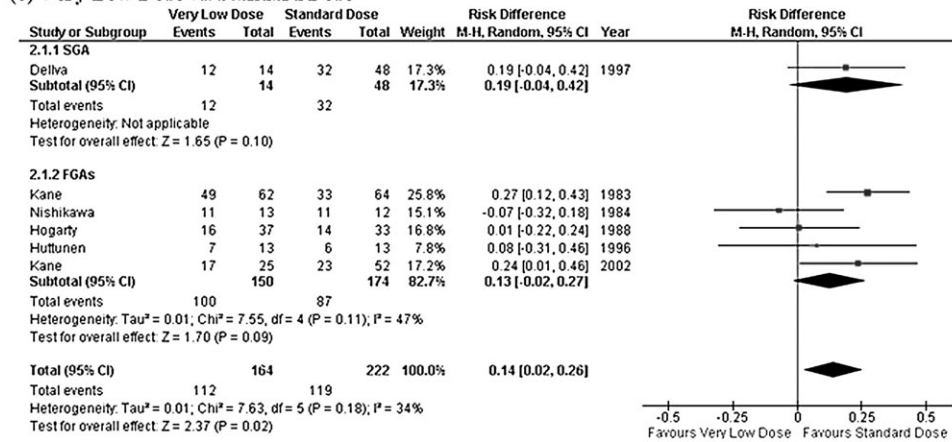 Very Low Dose Standard Dose Risk Difference Risk Difference
Study or Subgroup Events Total Events Total Weight M-H, Random, 95% CI Year M-H, Random, 95% CI
2.1.1 SGA
Dellva 12 14 32 48 17.3% 0.19 [-0.04, 0.42] 1997
Subtotal (95% CI) 14 48 17.3% 0.19 [-0.04, 0.42]
Total events 12 32
Heterogeneity: Not applicable
Test for overall effect: Z = 1.65 (P = 0.10)
2.1.2 FGAs
Kane 49 62 33 64 25.8% 0.27 [0.12, 0.43] 1983
Nishikawa 11 13 11 12 15.1% -0.07 [-0.32, 0.18] 1984
Hogarty 16 37 14 33 16.8% 0.01 [-0.22, 0.24] 1988
Huttunen 7 13 6 13 7.8% 0.08 [-0.31, 0.46] 1996
Kane 17 25 23 52 17.2% 0.24 [0.01, 0.46] 2002
Subtotal (95% CI) 150 174 82.7% 0.13 [-0.02, 0.27]
Total events 100 87
Heterogeneity: Tau² = 0.01; Chi² = 7.55, df = 4 (P = 0.11); I² = 47%
Test for overall effect: Z = 1.70 (P = 0.09)
Total (95% CI) 164 222 100.0% 0.14 [0.02, 0.26]
Total events 112 119
Heterogeneity: Tau² = 0.01; Chi² = 7.63, df = 5 (P = 0.18); I² = 34%
Test for overall effect: Z = 2.37 (P = 0.02)
-0.5 -0.25 0 0.25 0.5
Favours Very Low Dose Favours Standard Dose